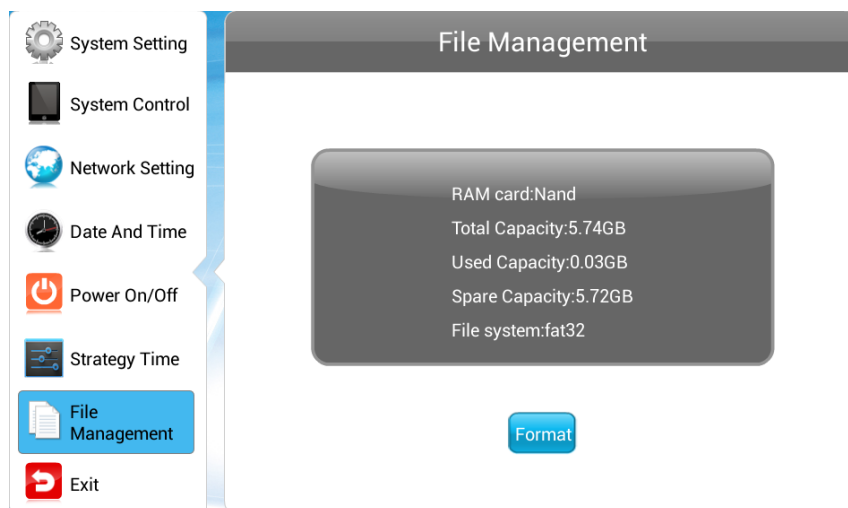 System Setting
System Control
Network Setting
Date And Time
Power On/Off
Strategy Time
File
Management
Exit
File Management
RAM card:Nand
Total Capacity:5.74GB
Used Capacity:0.03GB
Spare Capacity:5.72GB
File system:fat32
Format